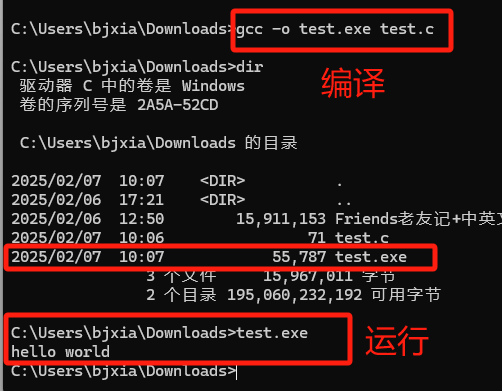 C:\Users\bjxia\Downloads>gcc -o test.exe test.c
C:\Users\bjxia\Downloads>dir
编译
驱动器 C 中的卷是 Windows
卷的序列号是 2A5A-52CD
C:\Users\bjxia\Downloads 的目录
2025/02/07 10:07 <DIR> .
2025/02/06 17:21 <DIR> ..
2025/02/06 12:50 15,911,153 Friends老友记+中英
2025/02/07 10:06 71 test.c
2025/02/07 10:07 55,787 test.exe
3 个文件 15,967,011 字节
2 个目录 195,060,232,192 可用字节
C:\Users\bjxia\Downloads>test.exe
运行
hello world
C:\Users\bjxia\Downloads>